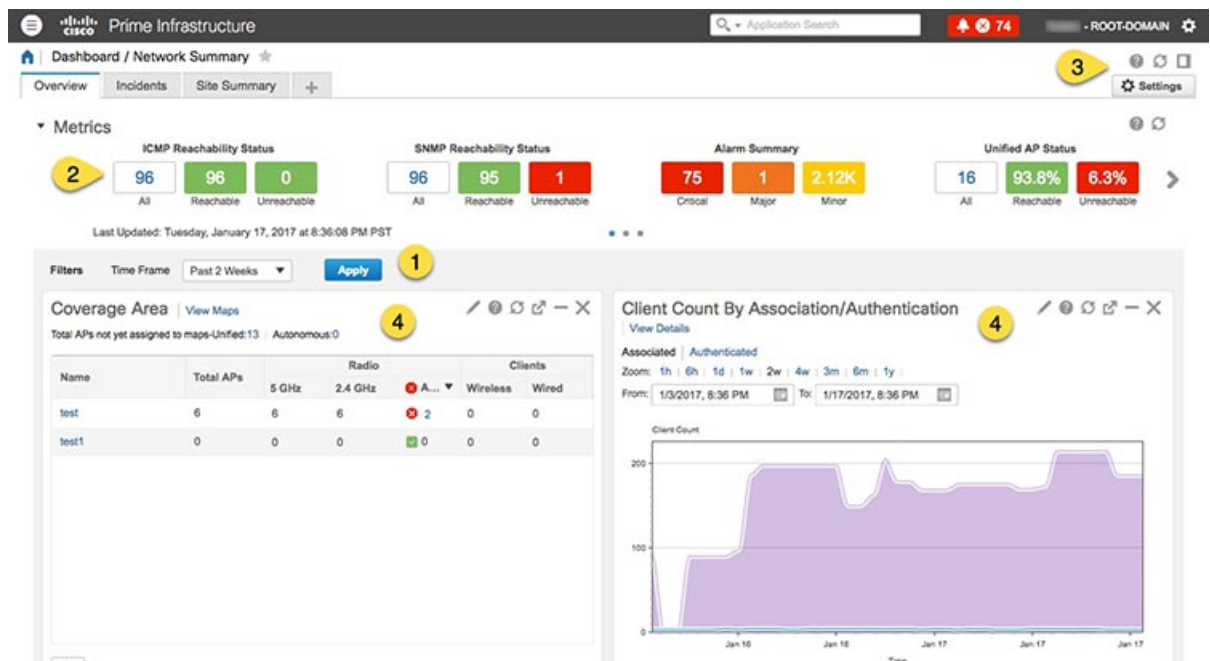 cisco Prime Infrastructure Application Search 74 - ROOT-DOMAIN
Dashboard / Network Summary
3
Overview Incidents Site Summary + Settings
Metrics
ICMP Reachability Status SNMP Reachability Status Alarm Summary Unified AP Status
2 96 96 0 96 95 1 75 1 2.12K 16 93.8% 6.3%
All Reachable Unreachable All Reachable Unreachable Critical Major Minor All Reachable Unreachable
Last Updated: Tuesday, January 17, 2017 at 8:36:08 PM PST
Filters Time Frame Past 2 Weeks Apply 1
Coverage Area View Maps
4
Total APs not yet assigned to maps-Unified:13 Autonomous:0
Name Total APs Radio Clients
5 GHz 2.4 GHz A... Wireless Wired
test 6 6 6 2 0 0
test1 0 0 0 0 0 0
Client Count By Association/Authentication
4
View Details
Associated Authenticated
Zoom: 1h 6h 1d 1w 2w 4w 3m 6m 1y
From: 1/3/2017, 8:36 PM To: 1/17/2017, 8:36 PM
Client Count
200
100
0
Jan 16 Jan 16 Jan 17 Jan 17 Jan 17
Time